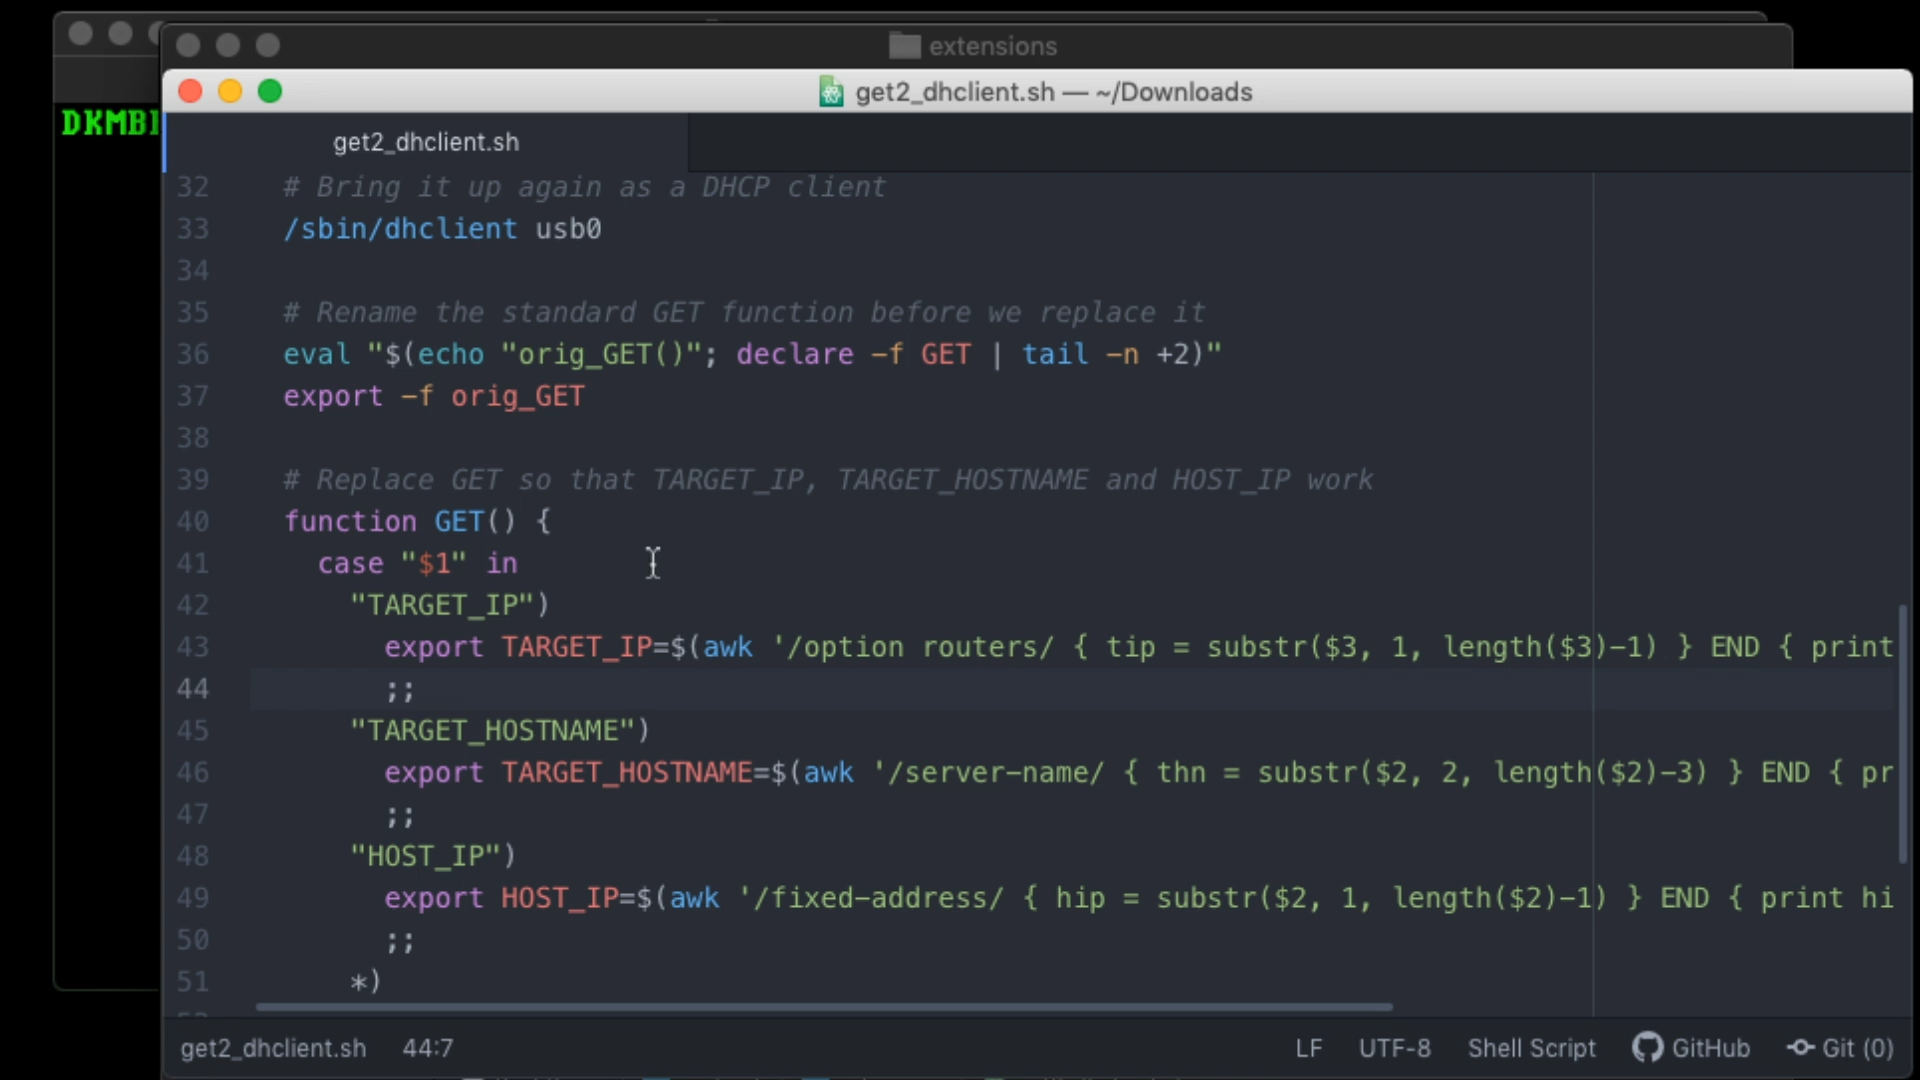 extensions
get2_dhclient.sh — ~/Downloads
DKMB
get2_dhclient.sh
32 # Bring it up again as a DHCP client
33 /sbin/dhclient usb0
34
35 # Rename the standard GET function before we replace it
36 eval "$(echo "orig_GET()"; declare -f GET | tail -n +2)"
37 export -f orig_GET
38
39 # Replace GET so that TARGET_IP, TARGET_HOSTNAME and HOST_IP work
40 function GET() {
41 case "$1" in
42 "TARGET_IP")
43 export TARGET_IP=$(awk '/option routers/ { tip = substr($3, 1, length($3)-1) } END { print
44 ;;
45 "TARGET_HOSTNAME")
46 export TARGET_HOSTNAME=$(awk '/server-name/ { thn = substr($2, 2, length($2)-3) } END { pr
47 ;;
48 "HOST_IP")
49 export HOST_IP=$(awk '/fixed-address/ { hip = substr($2, 1, length($2)-1) } END { print hi
50 ;;
51 *)
get2_dhclient.sh 44:7 LF UTF-8 Shell Script GitHub Git (0)